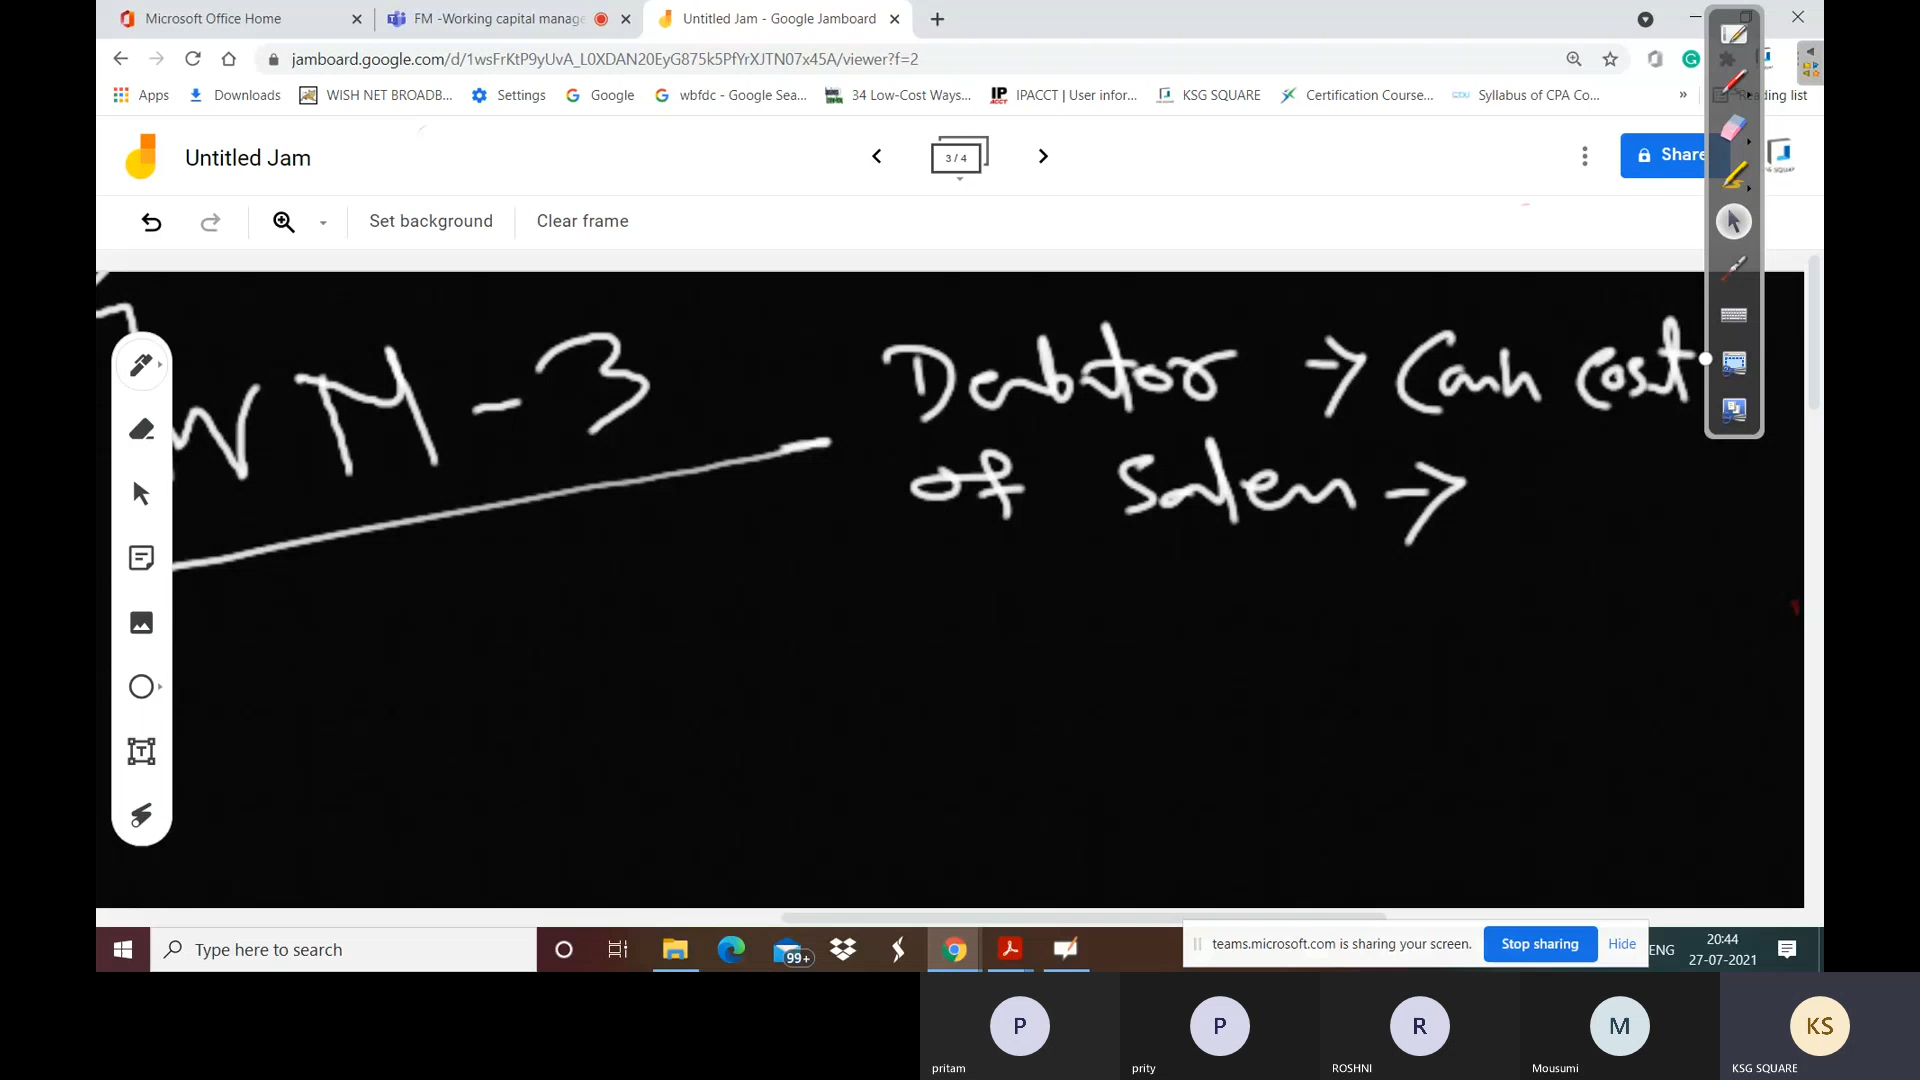 Microsoft Office Home
FM -Working capital manage
Untitled Jam - Google Jamboard
jamboard.google.com/d/1wsFrKtP9yUvA_L0XDAN20EyG875k5PfYrXJTN07x45A/viewer?f=2
Apps
Downloads
WISH NET BROADB...
Settings
Google
wbfdc - Google Sea...
34 Low-Cost Ways...
IPACCT | User infor...
KSG SQUARE
Certification Course...
Syllabus of CPA Co...
»
Reading list
Untitled Jam
3 / 4
Share
Set background
Clear frame
WM-3
Debtor → Cash cost
of Sales →
Type here to search
99+
teams.microsoft.com is sharing your screen.
Stop sharing
Hide
ENG
20:44
27-07-2021
P
pritam
P
prity
R
ROSHNI
M
Mousumi
KS
KSG SQUARE